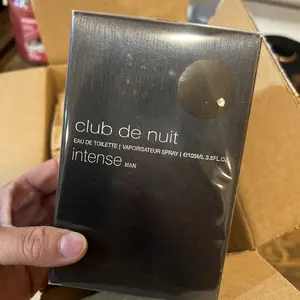 club de nuit
EAU DE TOILETTE | VAPORISATEUR SPRAY | ℮105ML 3.6FL.OZ
intense MAN